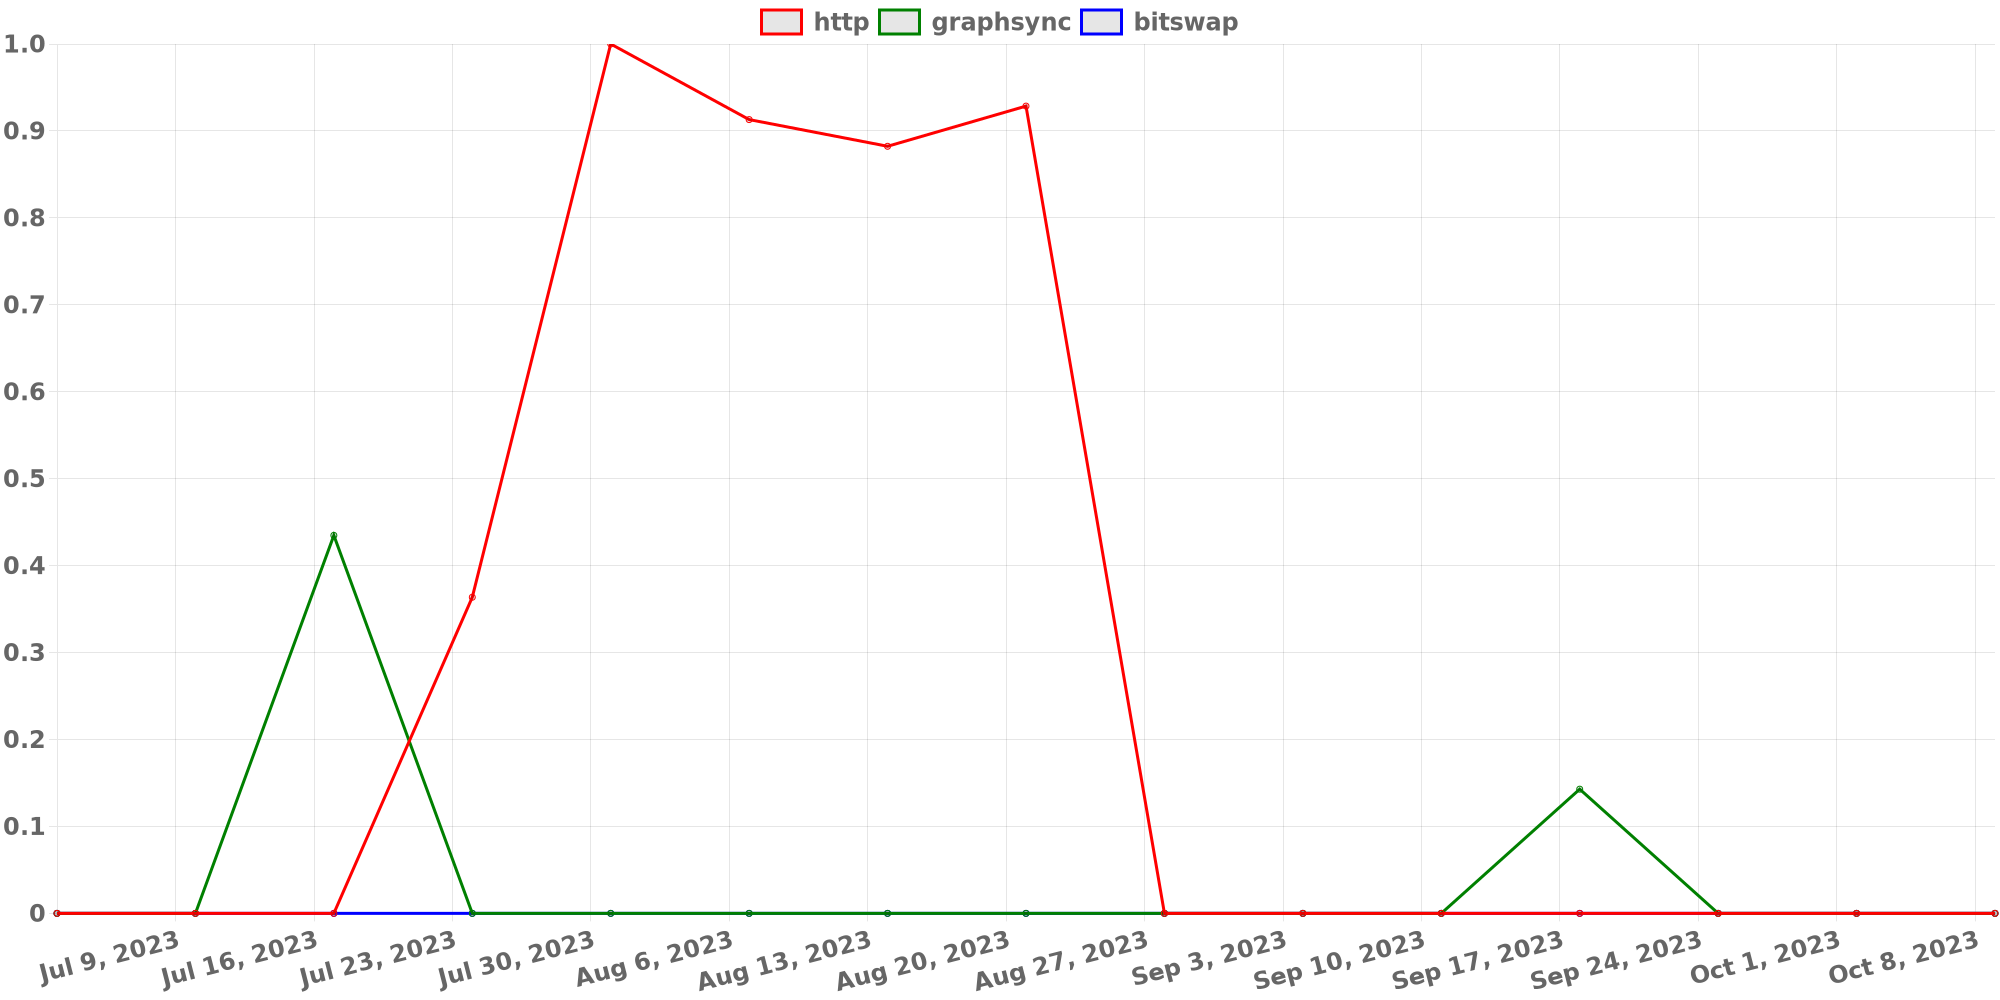 http graphsync bitswap
1.0
0.9
0.8
0.7
0.6
0.5
0.4
0.3
0.2
0.1
0
Jul 9, 2023
Jul 16, 2023
Jul 23, 2023
Jul 30, 2023
Aug 6, 2023
Aug 13, 2023
Aug 20, 2023
Aug 27, 2023
Sep 3, 2023
Sep 10, 2023
Sep 17, 2023
Sep 24, 2023
Oct 1, 2023
Oct 8, 2023